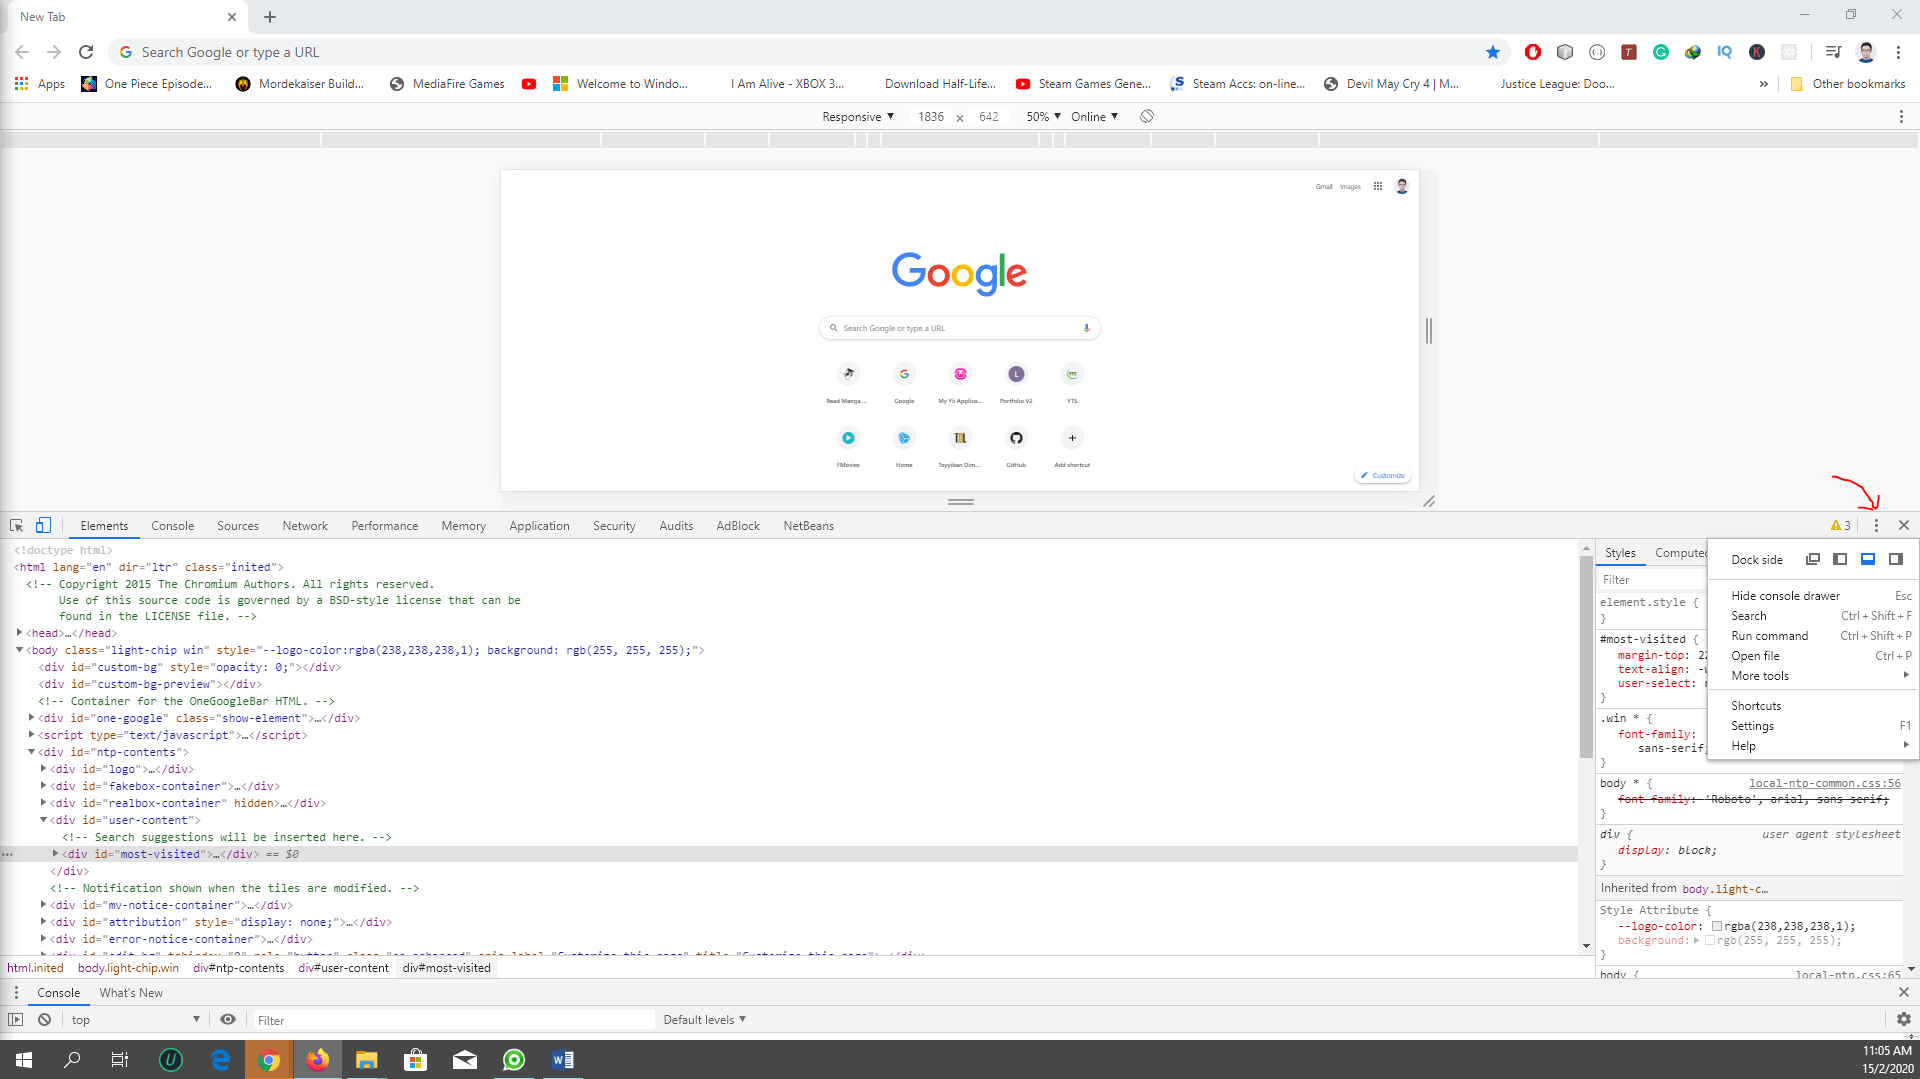 New Tab
Search Google or type a URL
Apps One Piece Episode... Mordekaiser Build... MediaFire Games Welcome to Windo... I Am Alive - XBOX 3... Download Half-Life... Steam Games Gene... Steam Accs: on-line... Devil May Cry 4 | M... Justice League: Doo... » Other bookmarks
Responsive ▼ 1836 × 642 50% ▼ Online ▼
Gmail Images
Google
Search Google or type a URL
Read Manga ... Google My Yii Applica... Portfolio V2 YTS
FMovies Home Toyyiban Dim... GitHub Add shortcut
Customize
Elements Console Sources Network Performance Memory Application Security Audits AdBlock NetBeans 3
<!doctype html>
<html lang="en" dir="ltr" class="inited">
<!-- Copyright 2015 The Chromium Authors. All rights reserved.
Use of this source code is governed by a BSD-style license that can be
found in the LICENSE file. -->
<head>…</head>
<body class="light-chip win" style="--logo-color:rgba(238,238,238,1); background: rgb(255, 255, 255);">
<div id="custom-bg" style="opacity: 0;"></div>
<div id="custom-bg-preview"></div>
<!-- Container for the OneGoogleBar HTML. -->
<div id="one-google" class="show-element">…</div>
<script type="text/javascript">…</script>
<div id="ntp-contents">
<div id="logo">…</div>
<div id="fakebox-container">…</div>
<div id="realbox-container" hidden>…</div>
<div id="user-content">
<!-- Search suggestions will be inserted here. -->
<div id="most-visited">…</div> == $0
</div>
<!-- Notification shown when the tiles are modified. -->
<div id="mv-notice-container">…</div>
<div id="attribution" style="display: none;">…</div>
<div id="error-notice-container">…</div>
html.inited body.light-chip.win div#ntp-contents div#user-content div#most-visited
Styles Computed
Filter
element.style {
}
#most-visited {
margin-top: 22
text-align: -w
user-select:
}
.win * {
font-family:
sans-serif;
}
body * { local-ntp-common.css:56
font-family: 'Roboto', arial, sans-serif;
}
div { user agent stylesheet
display: block;
}
Inherited from body.light-c…
Style Attribute {
--logo-color: rgba(238,238,238,1);
background: rgb(255, 255, 255);
}
body { local-ntp.css:65
Dock side
Hide console drawer Esc
Search Ctrl + Shift + F
Run command Ctrl + Shift + P
Open file Ctrl + P
More tools
Shortcuts
Settings F1
Help
Console What's New
top ▼ Filter Default levels ▼
11:05 AM
15/2/2020